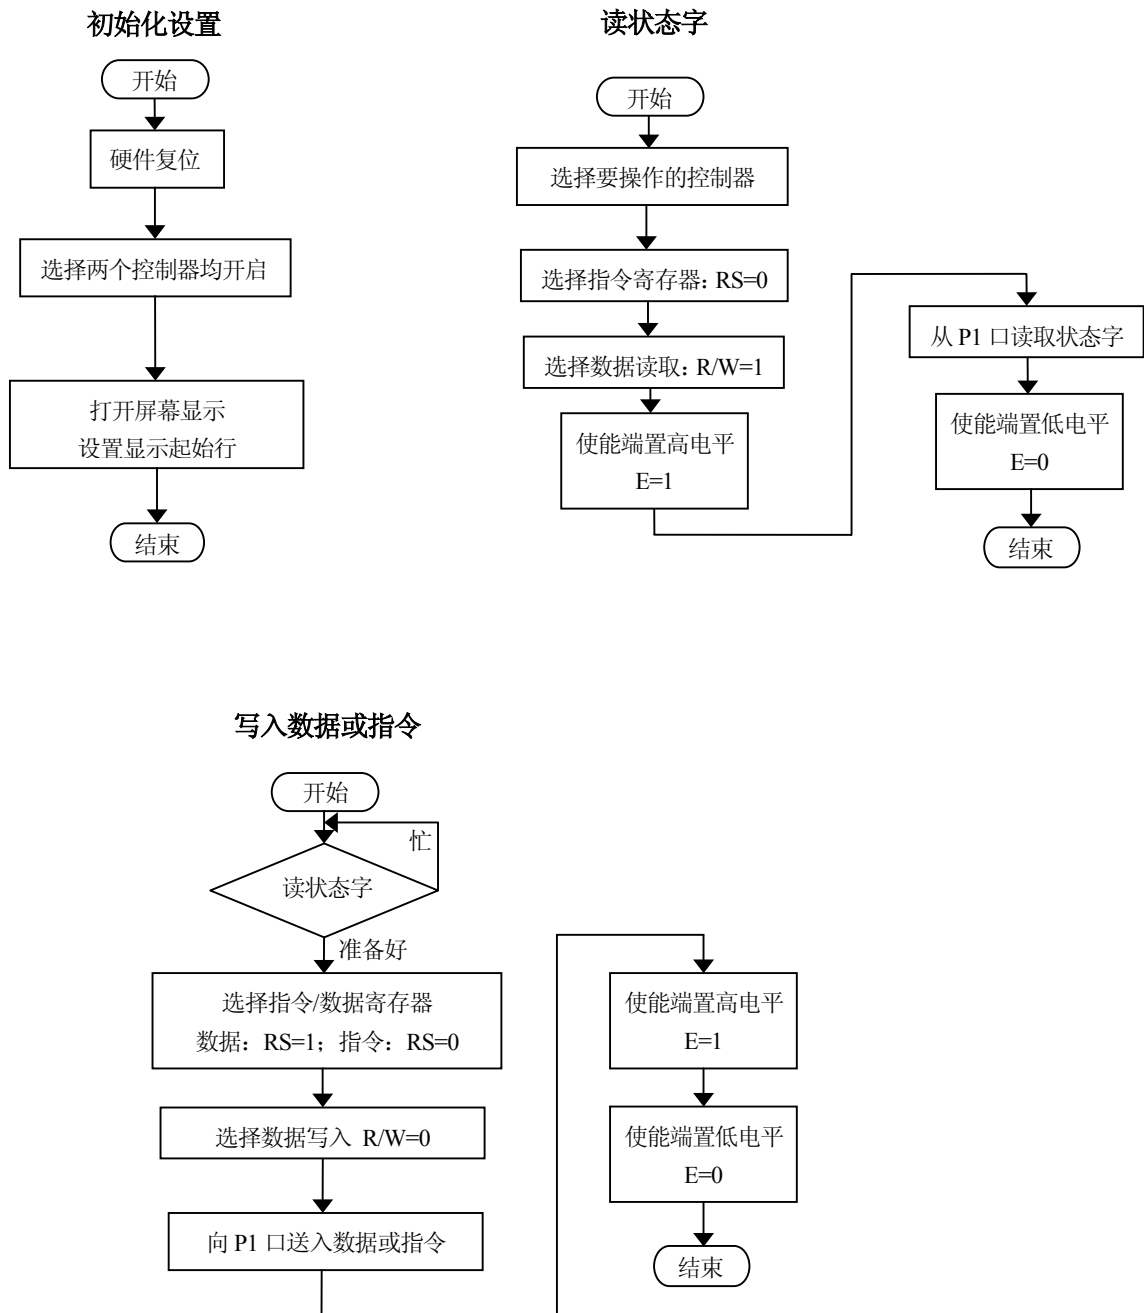 初始化设置
开始
硬件复位
选择两个控制器均开启
打开屏幕显示
设置显示起始行
结束
读状态字
开始
选择要操作的控制器
选择指令寄存器: RS=0
选择数据读取: R/W=1
使能端置高电平
E=1
从 P1 口读取状态字
使能端置低电平
E=0
结束
写入数据或指令
开始
忙
读状态字
准备好
选择指令/数据寄存器
数据：RS=1；指令：RS=0
选择数据写入 R/W=0
向 P1 口送入数据或指令
使能端置高电平
E=1
使能端置低电平
E=0
结束